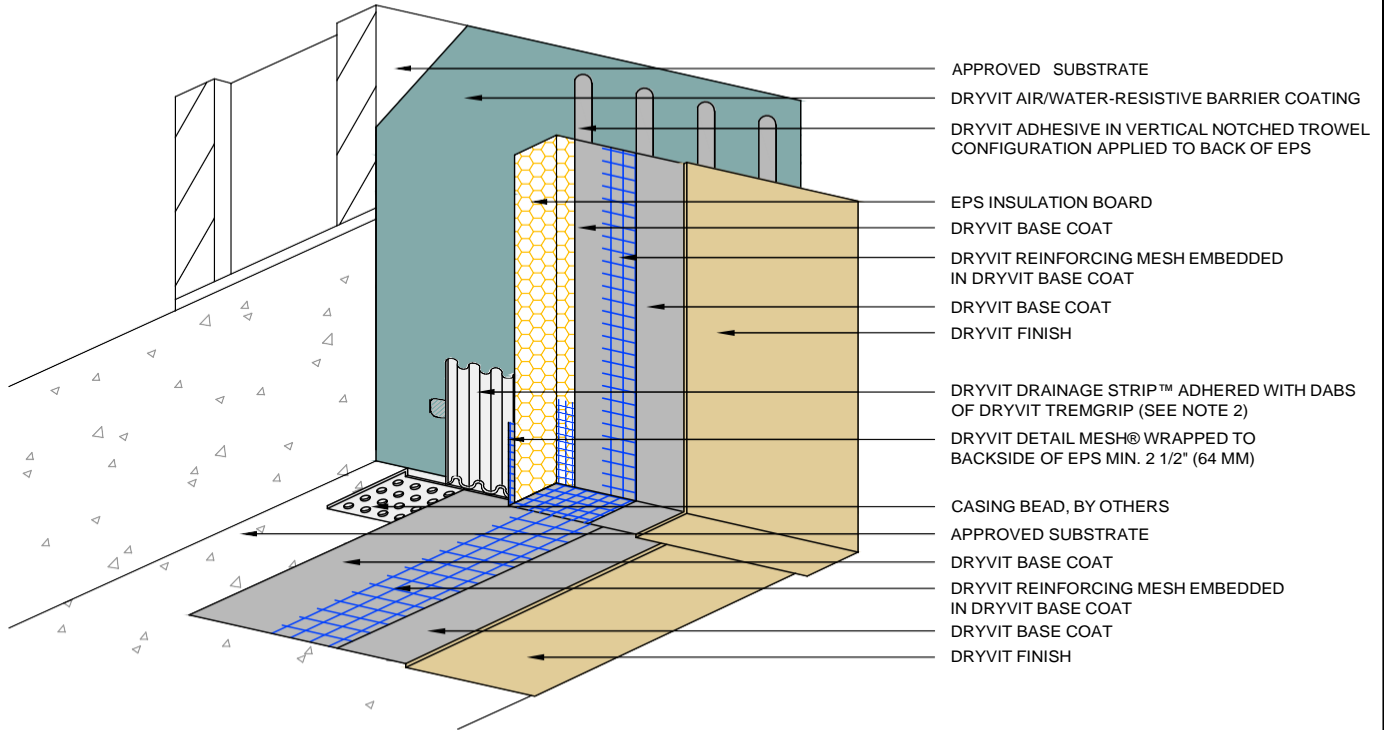 APPROVED SUBSTRATE
DRYVIT AIR/WATER-RESISTIVE BARRIER COATING
DRYVIT ADHESIVE IN VERTICAL NOTCHED TROWEL
CONFIGURATION APPLIED TO BACK OF EPS
EPS INSULATION BOARD
DRYVIT BASE COAT
DRYVIT REINFORCING MESH EMBEDDED
IN DRYVIT BASE COAT
DRYVIT BASE COAT
DRYVIT FINISH
DRYVIT DRAINAGE STRIP™ ADHERED WITH DABS
OF DRYVIT TREMGRIP (SEE NOTE 2)
DRYVIT DETAIL MESH® WRAPPED TO
BACKSIDE OF EPS MIN. 2 1/2" (64 MM)
CASING BEAD, BY OTHERS
APPROVED SUBSTRATE
DRYVIT BASE COAT
DRYVIT REINFORCING MESH EMBEDDED
IN DRYVIT BASE COAT
DRYVIT BASE COAT
DRYVIT FINISH